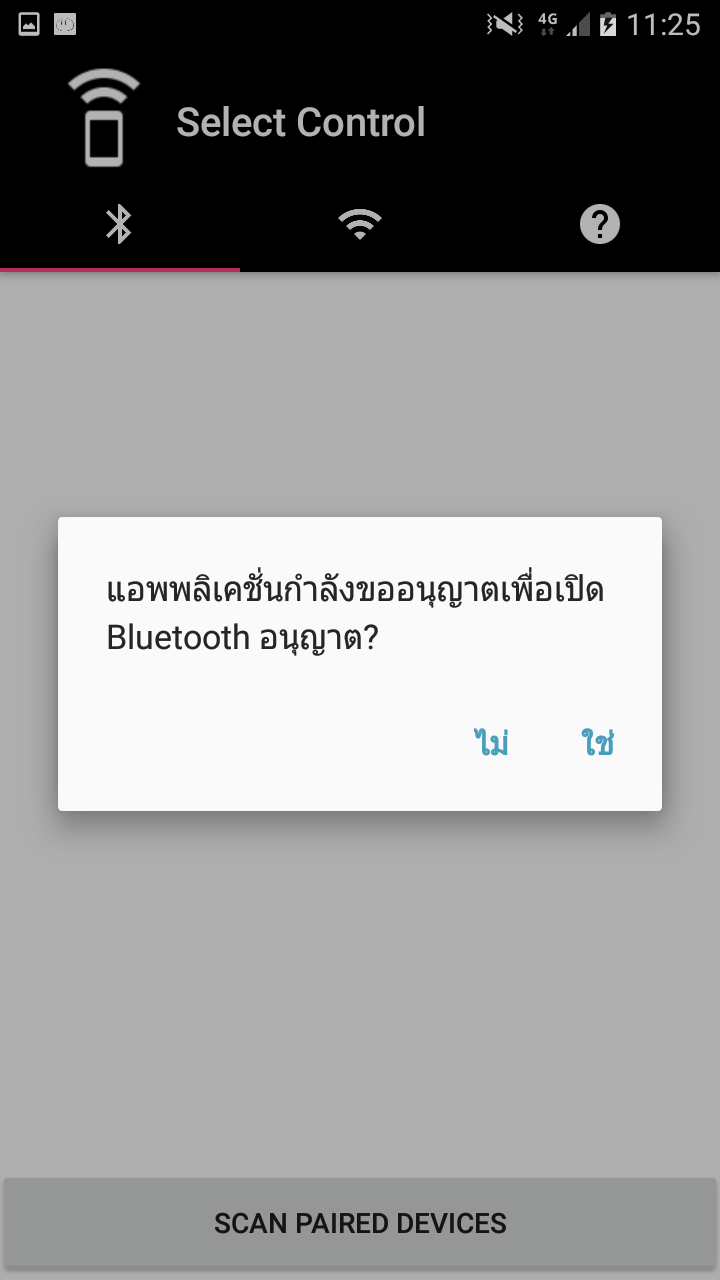 4G 11:25
Select Control
แอพพลิเคชั่นกำลังขออนุญาตเพื่อเปิด
Bluetooth อนุญาต?
ไม่ ใช่
SCAN PAIRED DEVICES